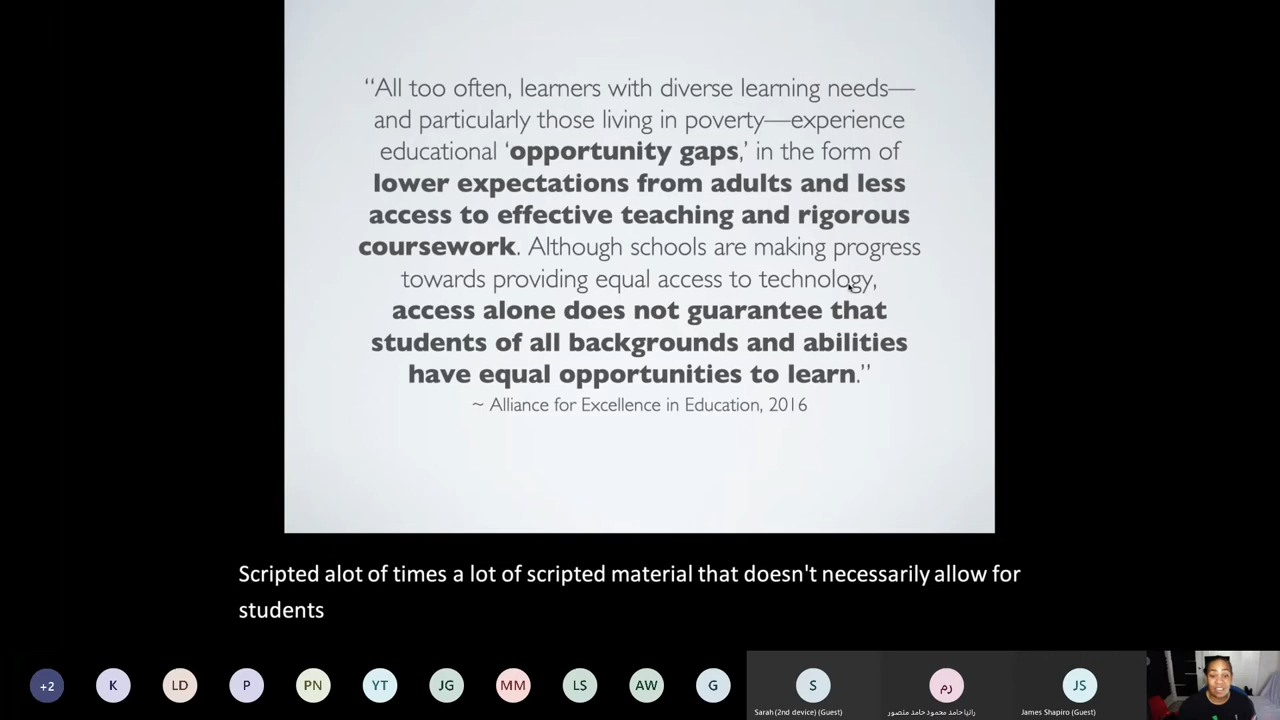 “All too often, learners with diverse learning needs—
and particularly those living in poverty—experience
educational ‘opportunity gaps,’ in the form of
lower expectations from adults and less
access to effective teaching and rigorous
coursework. Although schools are making progress
towards providing equal access to technology,
access alone does not guarantee that
students of all backgrounds and abilities
have equal opportunities to learn.”
~ Alliance for Excellence in Education, 2016
Scripted alot of times a lot of scripted material that doesn't necessarily allow for
students
+2 K LD P PN YT JG MM LS AW G S رم JS
Sarah (2nd device) (Guest) رانيا حامد محمود حامد منصور James Shapiro (Guest)